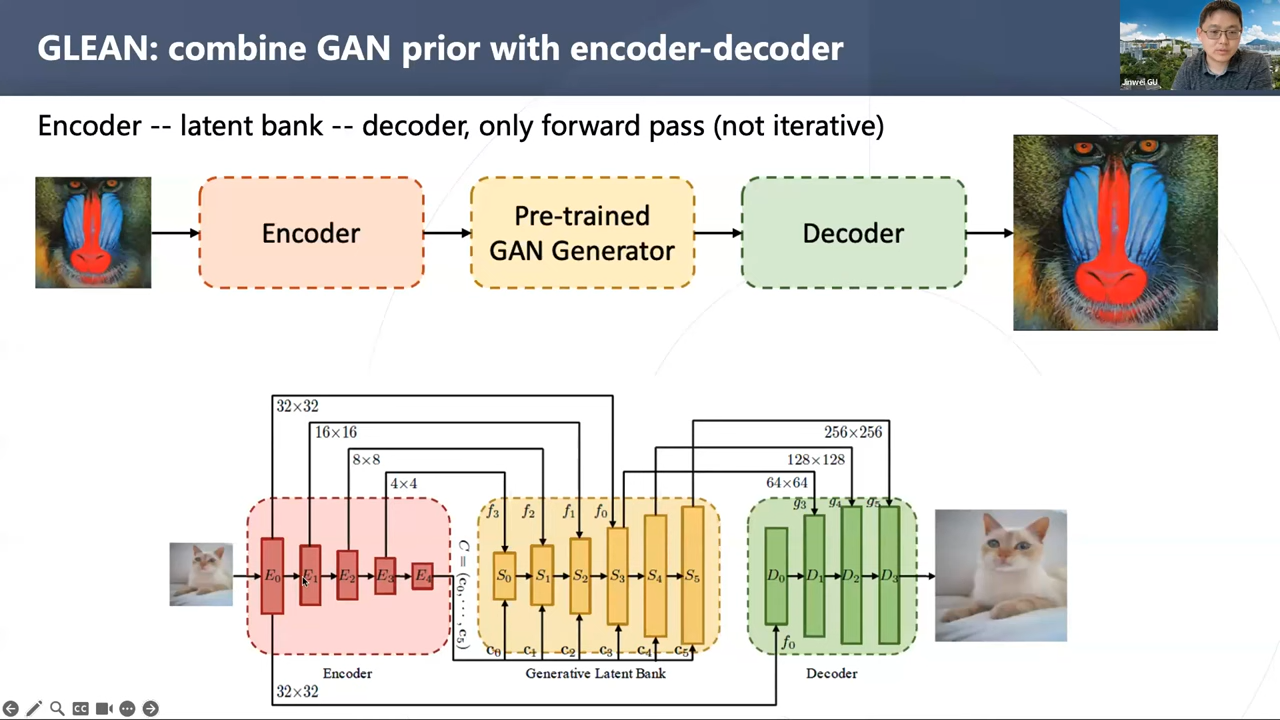 GLEAN: combine GAN prior with encoder-decoder
Jinwei GU
Encoder -- latent bank -- decoder, only forward pass (not iterative)
Encoder
Pre-trained
GAN Generator
Decoder
32×32
16×16
8×8
4×4
256×256
128×128
64×64
f3 f2 f1 f0
g3 g4 g5
E0 E1 E2 E3 E4
C = (c0, ··· , c5)
S0 S1 S2 S3 S4 S5
D0 D1 D2 D3
c0 c1 c2 c3 c4 c5
f0
Encoder
Generative Latent Bank
Decoder
32×32
CC